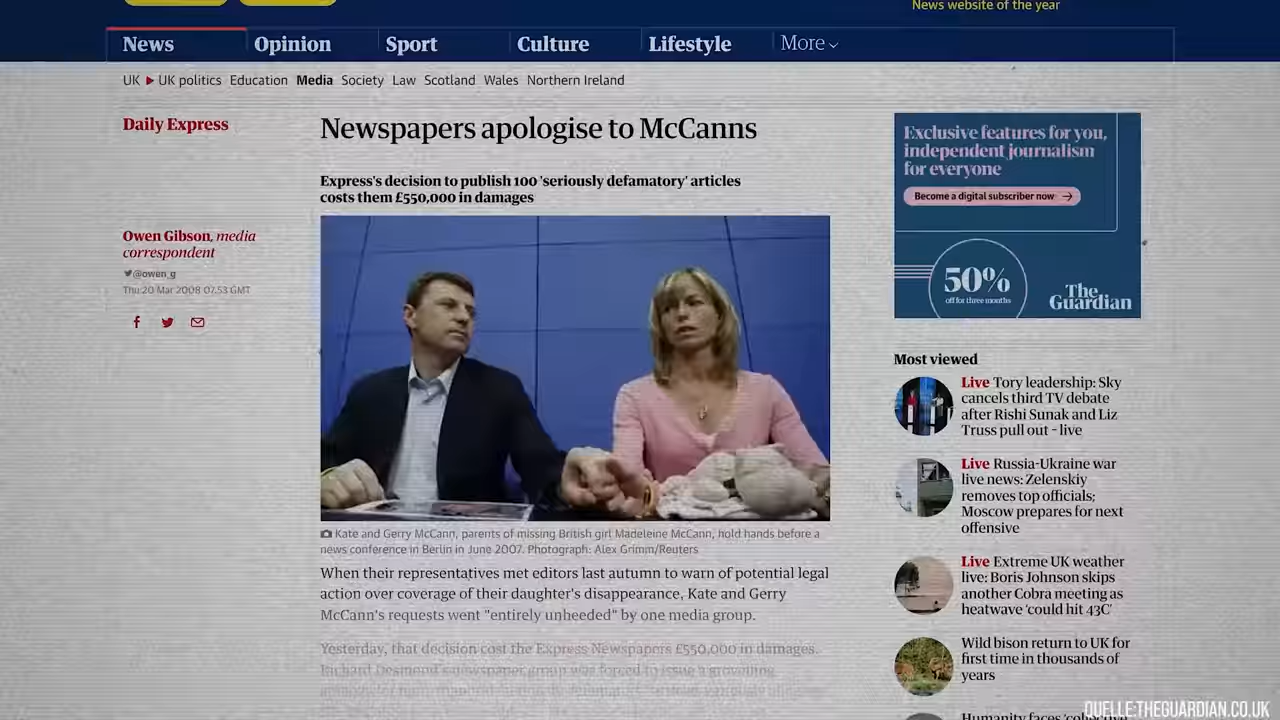 News website of the year
News
Opinion
Sport
Culture
Lifestyle
More
UK
UK politics
Education
Media
Society
Law
Scotland
Wales
Northern Ireland
Daily Express
Newspapers apologise to McCanns
Express's decision to publish 100 'seriously defamatory' articles
costs them £550,000 in damages
Owen Gibson, media
correspondent
@owen_g
Thu 20 Mar 2008 07.53 GMT
Kate and Gerry McCann, parents of missing British girl Madeleine McCann, hold hands before a
news conference in Berlin in June 2007. Photograph: Alex Grimm/Reuters
When their representatives met editors last autumn to warn of potential legal
action over coverage of their daughter's disappearance, Kate and Gerry
McCann's requests went "entirely unheeded" by one media group.
Yesterday, that decision cost the Express Newspapers £550,000 in damages.
Richard Desmond's newspaper group was forced to issue a grovelling
Exclusive features for you,
independent journalism
for everyone
Become a digital subscriber now →
50%
off for three months
The
Guardian
Most viewed
Live Tory leadership: Sky
cancels third TV debate
after Rishi Sunak and Liz
Truss pull out - live
Live Russia-Ukraine war
live news: Zelenskiy
removes top officials;
Moscow prepares for next
offensive
Live Extreme UK weather
live: Boris Johnson skips
another Cobra meeting as
heatwave 'could hit 43C'
Wild bison return to UK for
first time in thousands of
years
Humanity faces 'collective
QUELLE:THEGUARDIAN.CO.UK